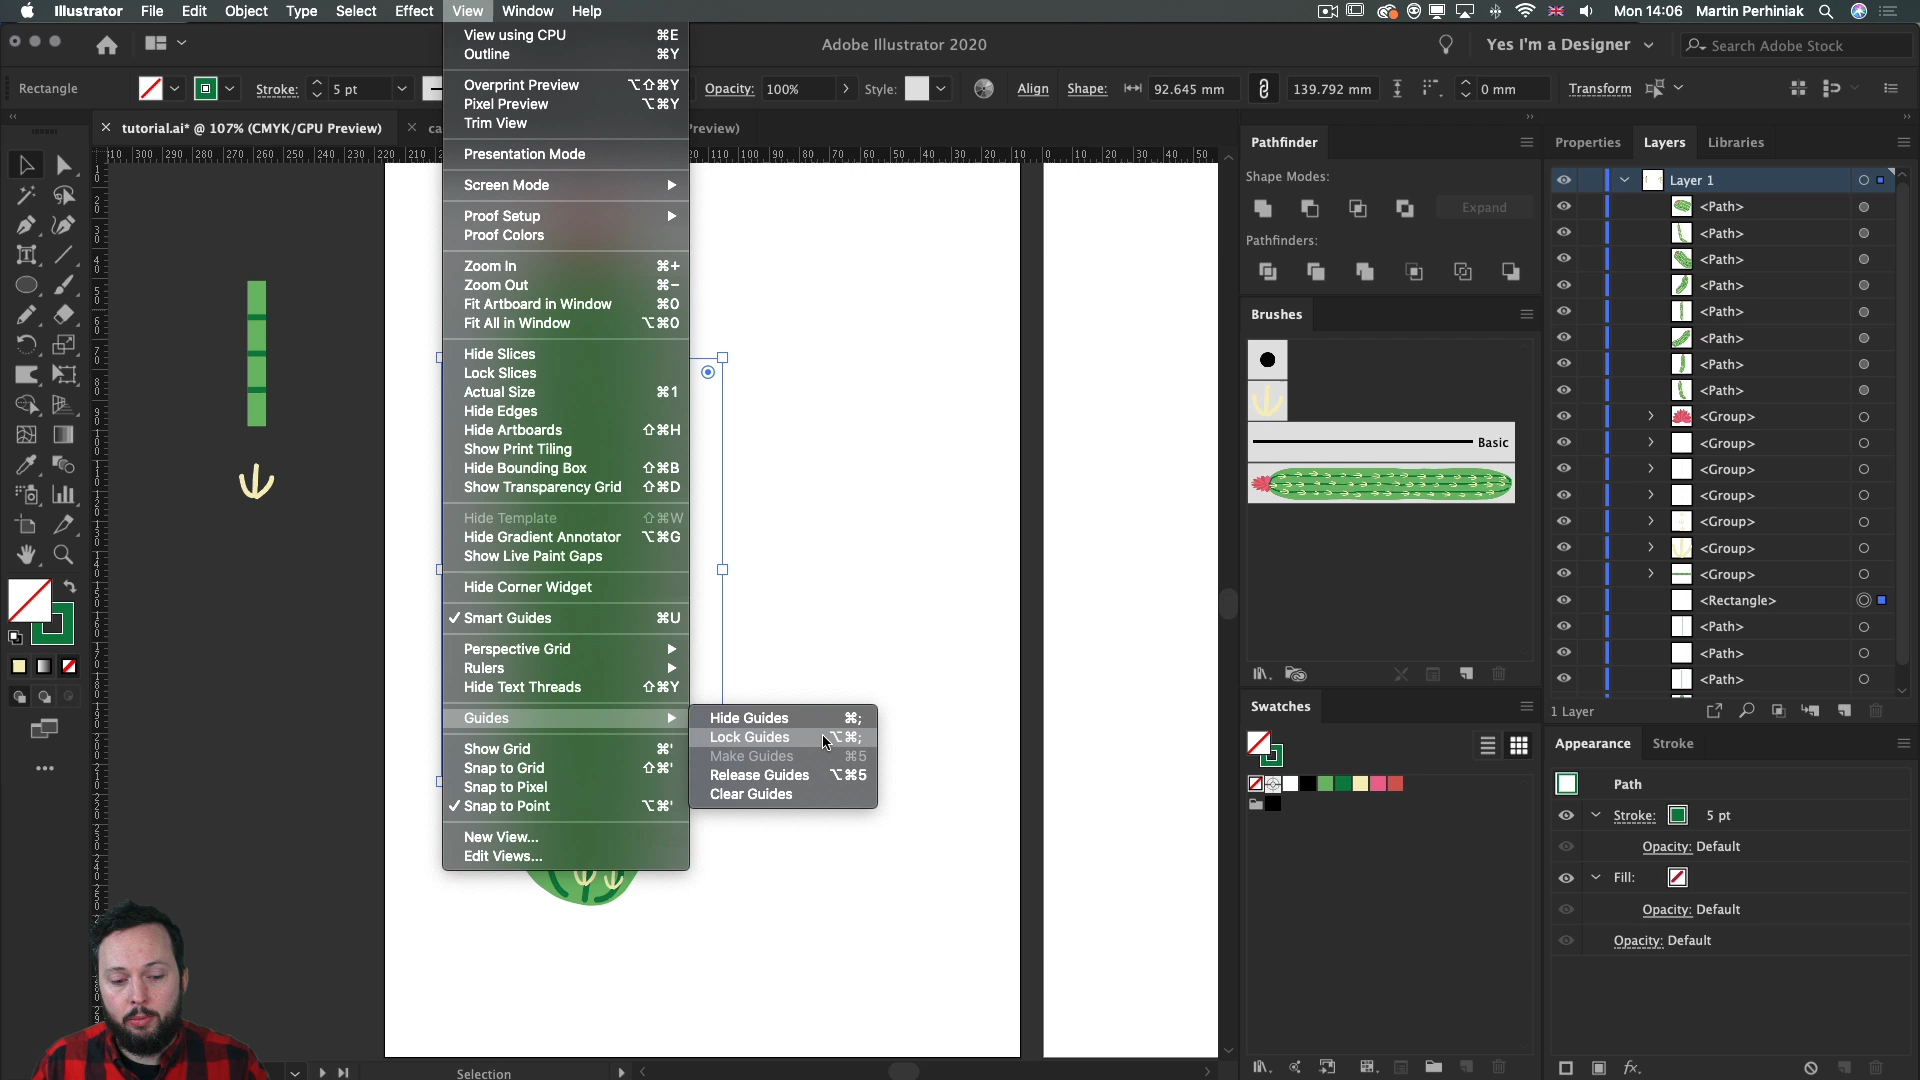 Illustrator File Edit Object Type Select Effect View Window Help
Mon 14:06 Martin Perhiniak
Adobe Illustrator 2020
Yes I'm a Designer
Search Adobe Stock
Rectangle
Stroke: 5 pt
Opacity: 100%
Style:
Align
Shape: 92.645 mm
139.792 mm
0 mm
Transform
tutorial.ai* @ 107% (CMYK/GPU Preview)
review)
View using CPU ⌘E
Outline ⌘Y
Overprint Preview ⌥⇧⌘Y
Pixel Preview ⌥⌘Y
Trim View
Presentation Mode
Screen Mode
Proof Setup
Proof Colors
Zoom In ⌘+
Zoom Out ⌘−
Fit Artboard in Window ⌘0
Fit All in Window ⌥⌘0
Hide Slices
Lock Slices
Actual Size ⌘1
Hide Edges
Hide Artboards ⇧⌘H
Show Print Tiling
Hide Bounding Box ⇧⌘B
Show Transparency Grid ⇧⌘D
Hide Template ⇧⌘W
Hide Gradient Annotator ⌥⌘G
Show Live Paint Gaps
Hide Corner Widget
✓ Smart Guides ⌘U
Perspective Grid
Rulers
Hide Text Threads ⇧⌘Y
Guides
Show Grid ⌘'
Snap to Grid ⇧⌘'
Snap to Pixel
✓ Snap to Point ⌥⌘'
New View...
Edit Views...
Hide Guides ⌘;
Lock Guides ⌥⌘;
Make Guides ⌘5
Release Guides ⌥⌘5
Clear Guides
Selection
Pathfinder
Shape Modes:
Expand
Pathfinders:
Brushes
Basic
Swatches
Properties Layers Libraries
Layer 1
<Path>
<Path>
<Path>
<Path>
<Path>
<Path>
<Path>
<Path>
<Group>
<Group>
<Group>
<Group>
<Group>
<Group>
<Group>
<Rectangle>
<Path>
<Path>
<Path>
1 Layer
Appearance Stroke
Path
Stroke: 5 pt
Opacity: Default
Fill:
Opacity: Default
Opacity: Default